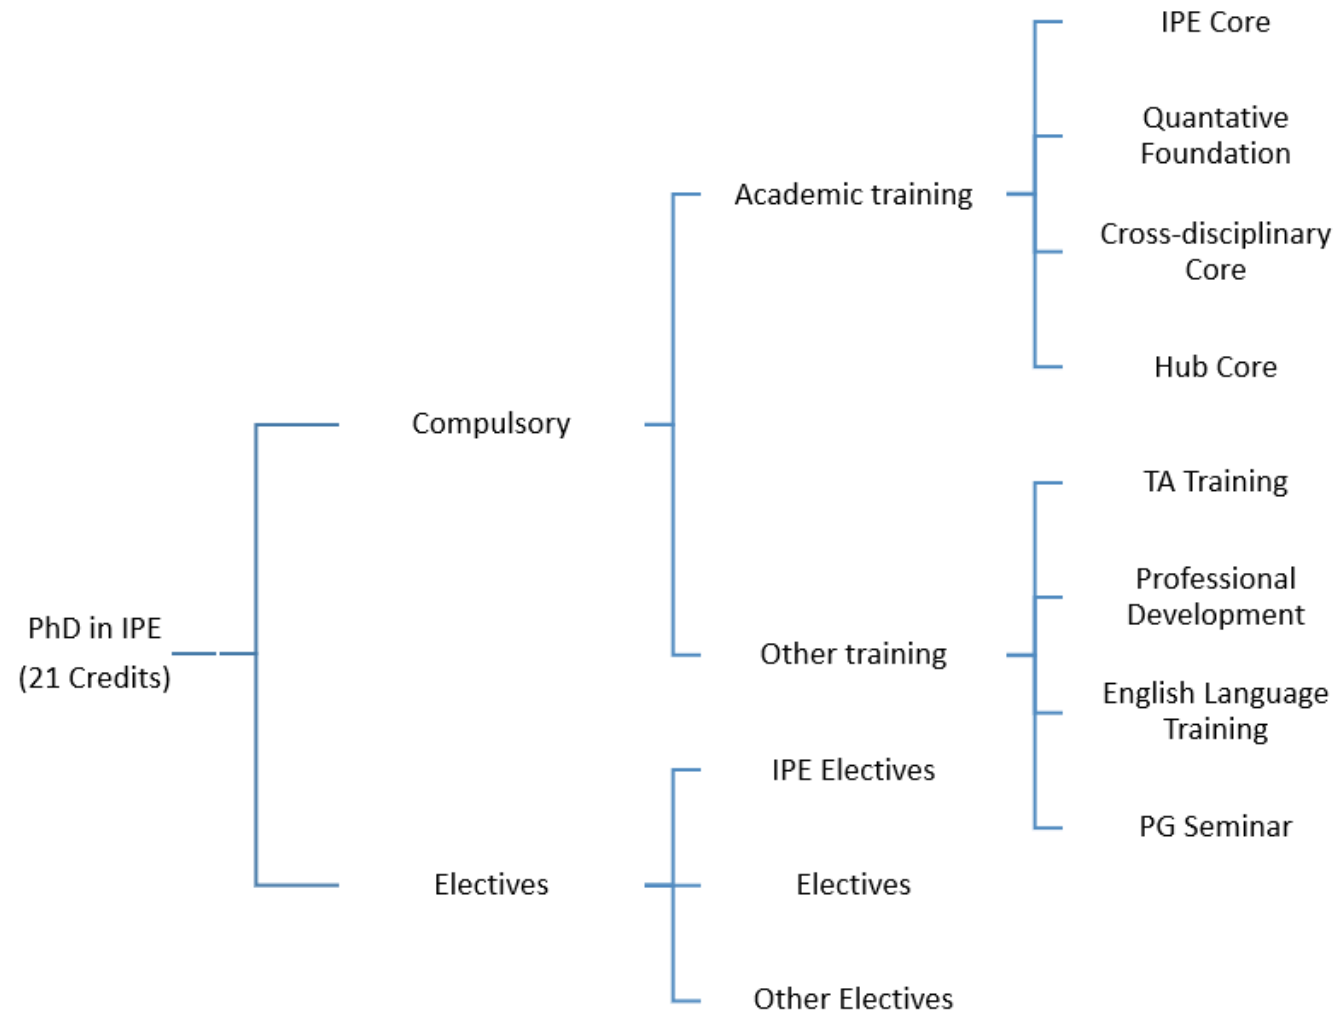 IPE Core
Quantative
Foundation
Academic training
Cross-disciplinary
Core
Hub Core
Compulsory
TA Training
Professional
Development
PhD in IPE
(21 Credits)
Other training
English Language
Training
IPE Electives
PG Seminar
Electives
Electives
Other Electives